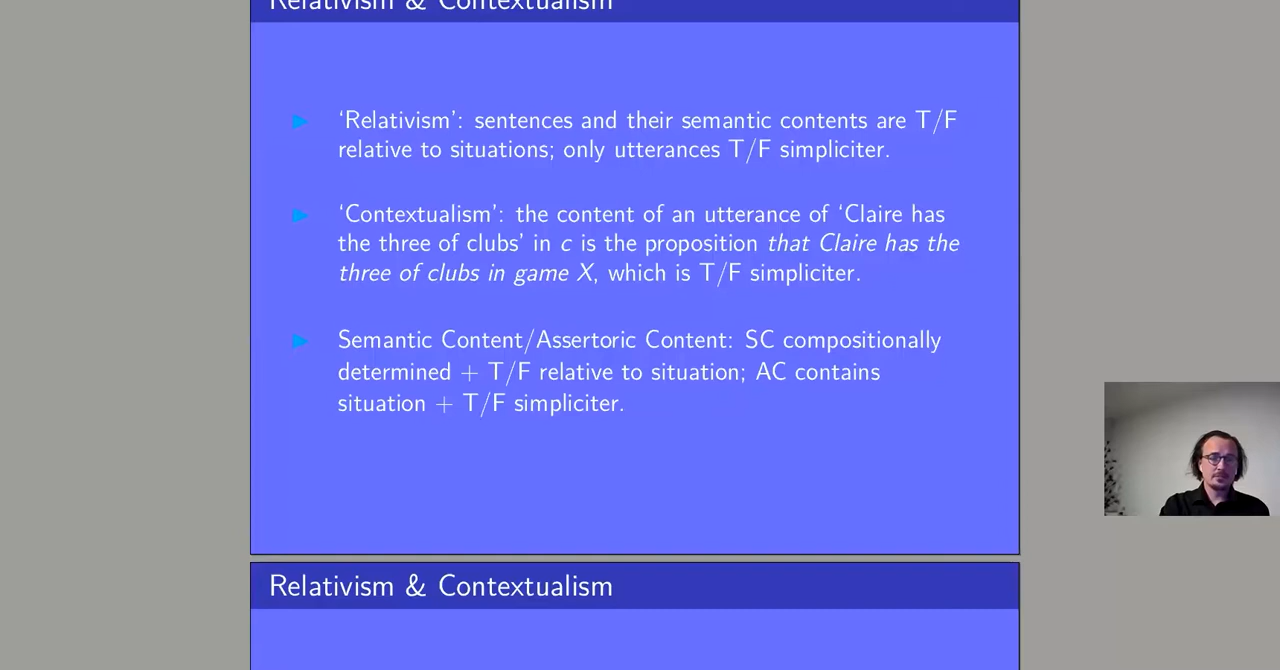 Relativism & Contextualism
‘Relativism’: sentences and their semantic contents are T/F
relative to situations; only utterances T/F simpliciter.
‘Contextualism’: the content of an utterance of ‘Claire has
the three of clubs’ in c is the proposition that Claire has the
three of clubs in game X, which is T/F simpliciter.
Semantic Content/Assertoric Content: SC compositionally
determined + T/F relative to situation; AC contains
situation + T/F simpliciter.
Relativism & Contextualism